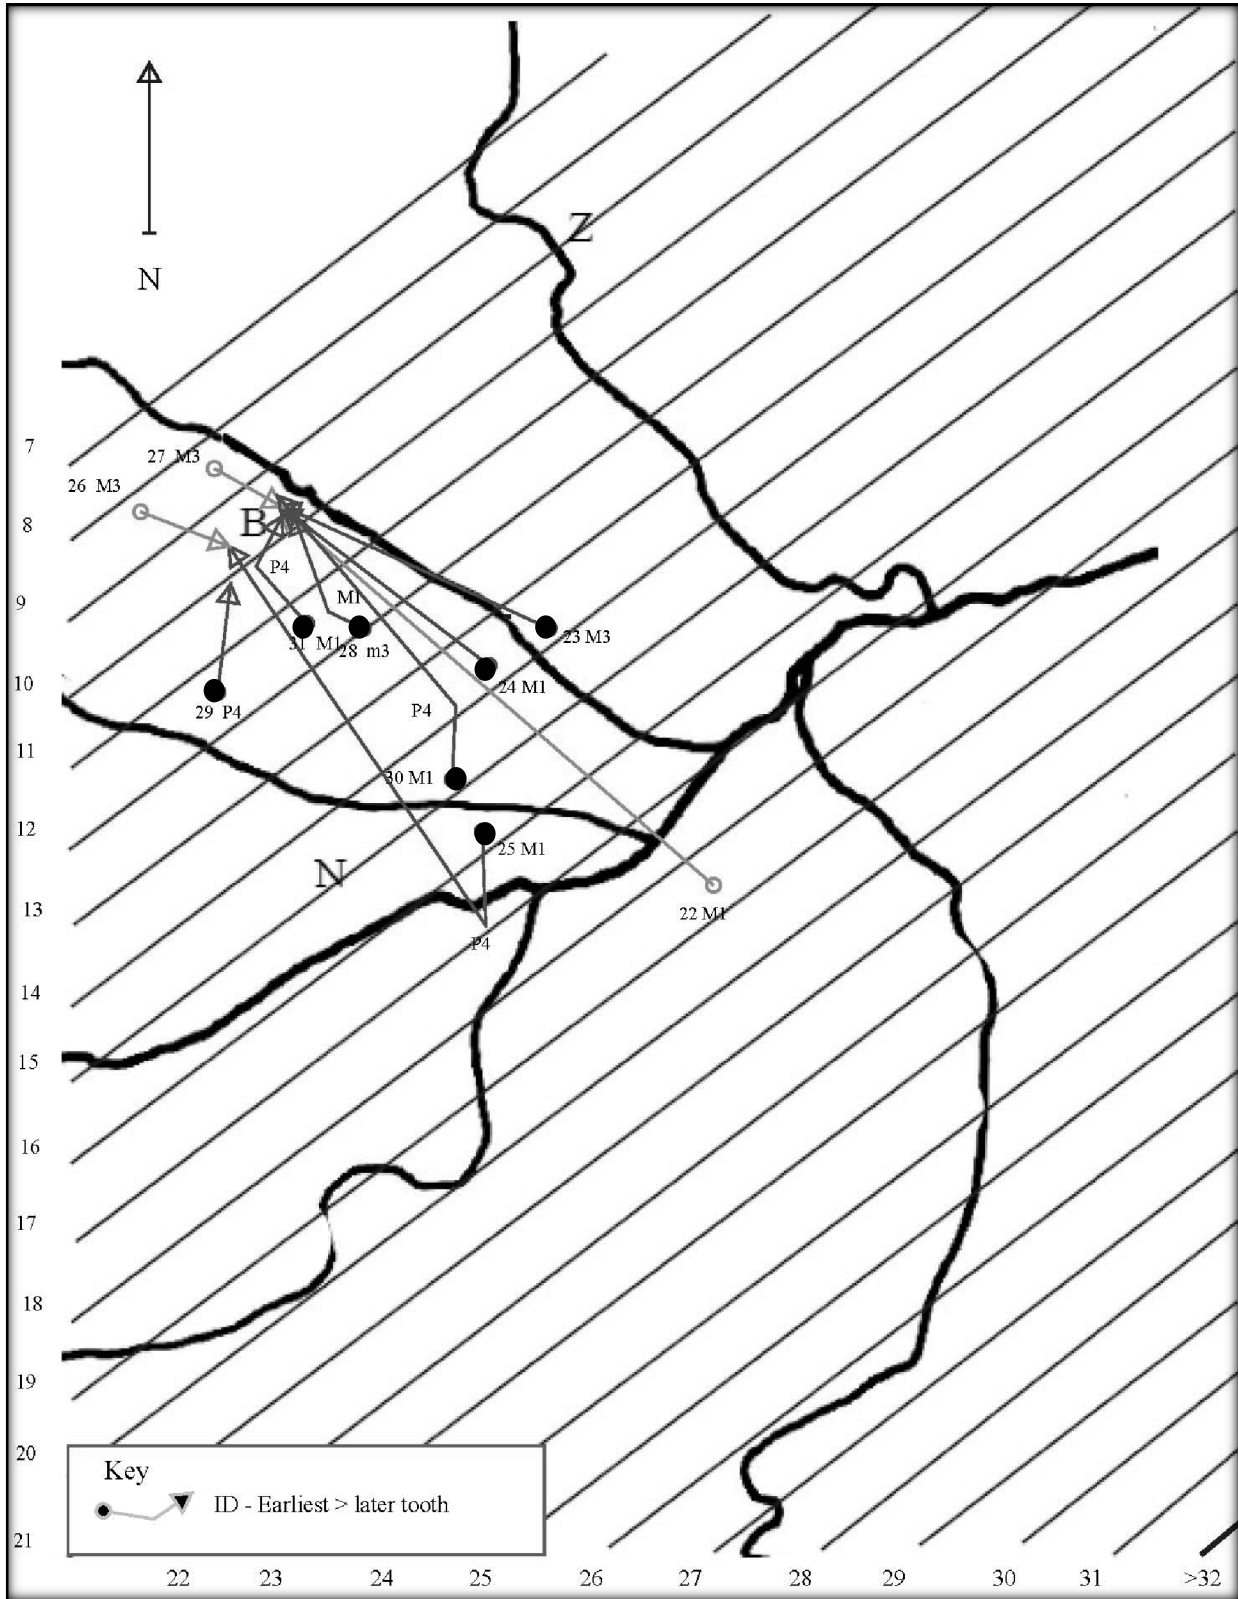 N
Z
7
27 M3
26 M3
8
B
P4
9
M1
31 M1
28 m3
23 M3
24 M1
10
29 P4
P4
11
30 M1
12
25 M1
N
13
22 M1
P4
14
15
16
17
18
19
20
Key
ID - Earliest > later tooth
21
22 23 24 25 26 27 28 29 30 31 >32